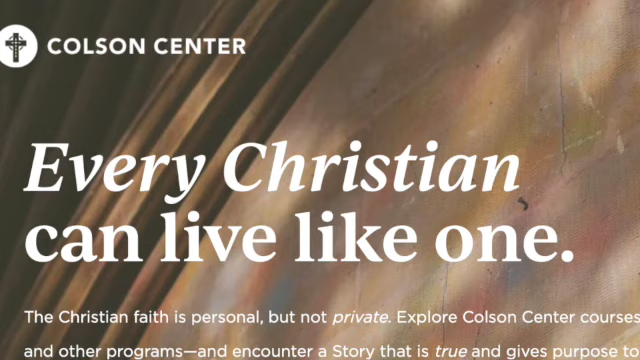 COLSON CENTER
Every Christian
can live like one.
The Christian faith is personal, but not private. Explore Colson Center courses
and other programs—and encounter a Story that is true and gives purpose to